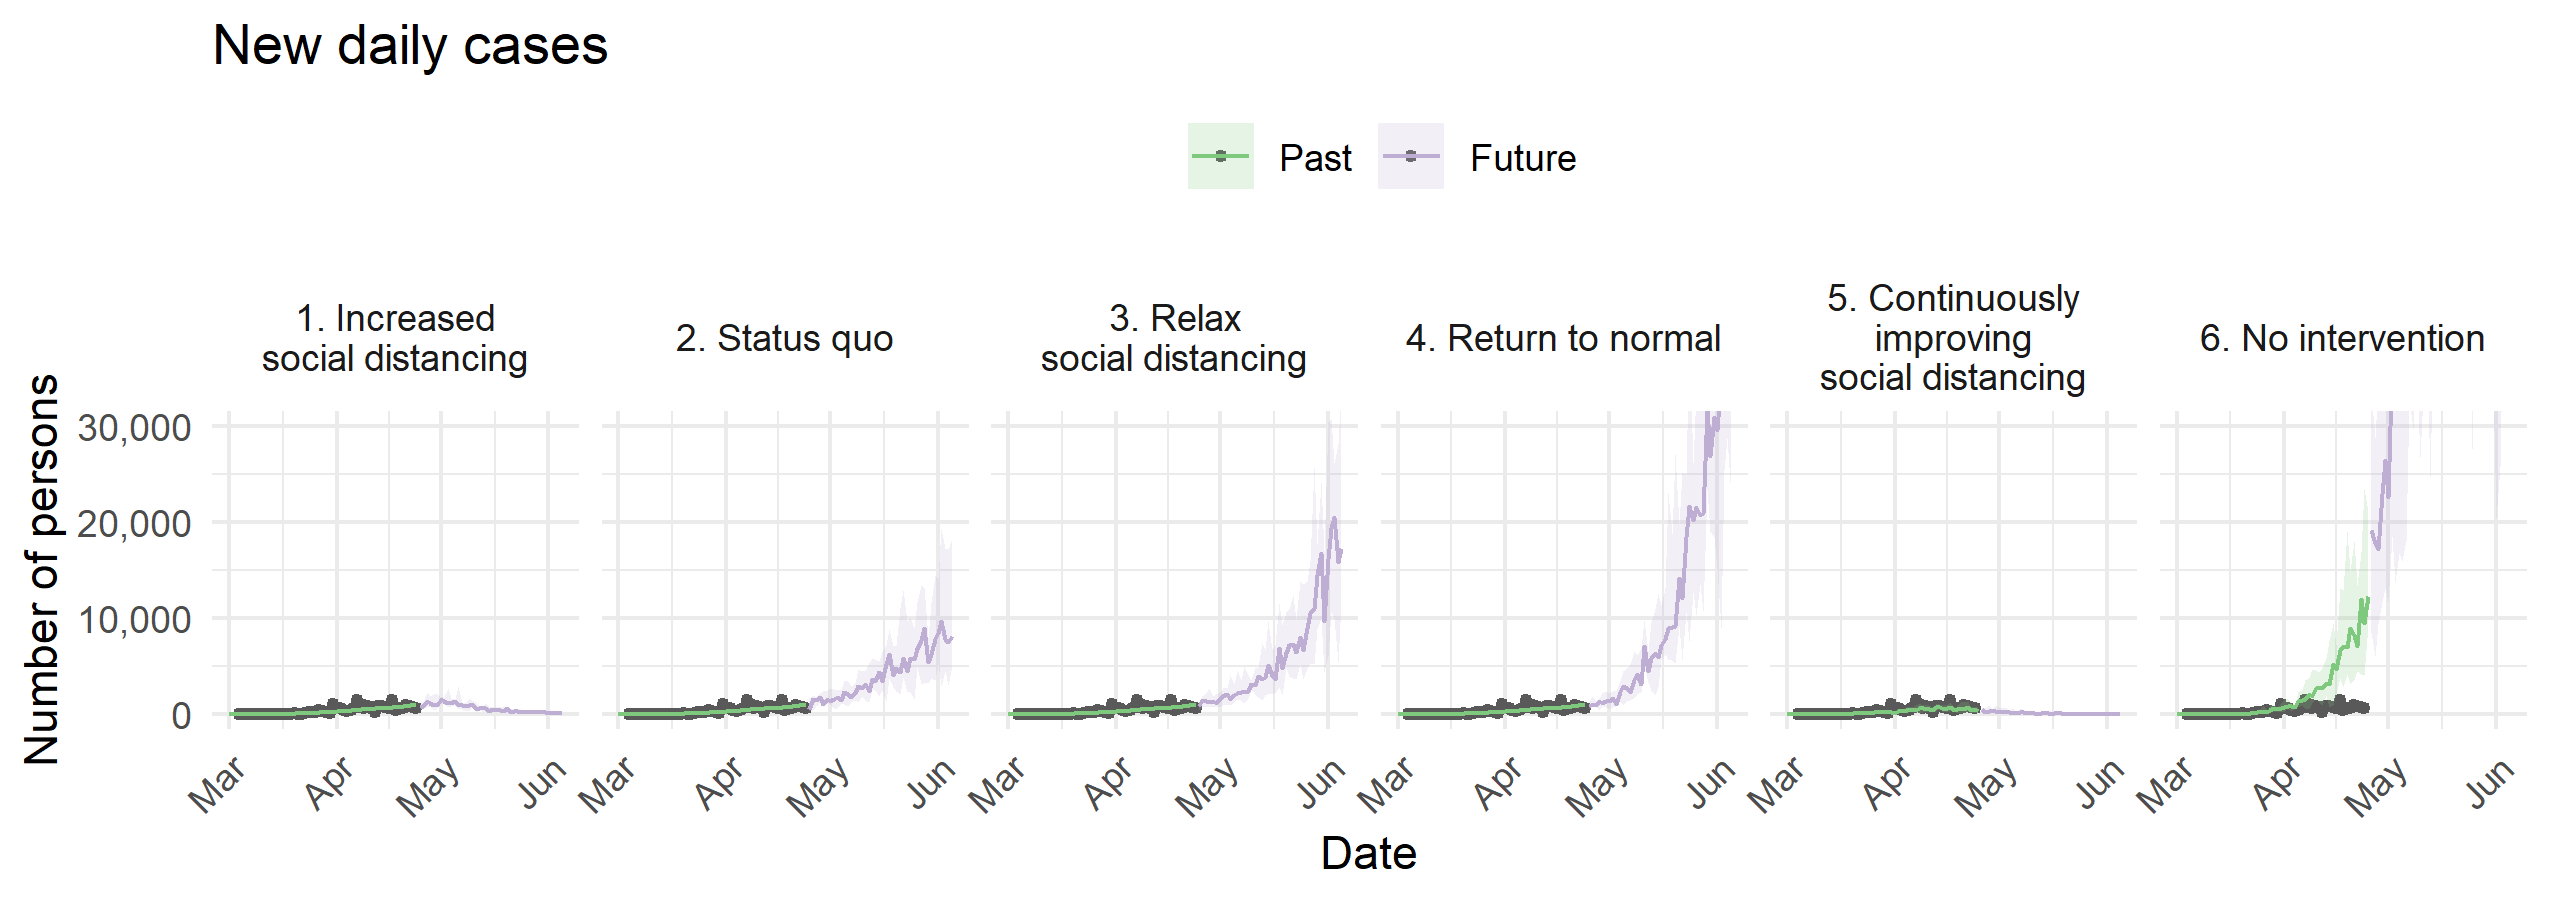 New daily cases
Past Future
1. Increased
social distancing
2. Status quo
3. Relax
social distancing
4. Return to normal
5. Continuously
improving
social distancing
6. No intervention
Number of persons
30,000
20,000
10,000
0
Mar Apr May Jun Mar Apr May Jun Mar Apr May Jun Mar Apr May Jun Mar Apr May Jun Mar Apr May Jun
Date